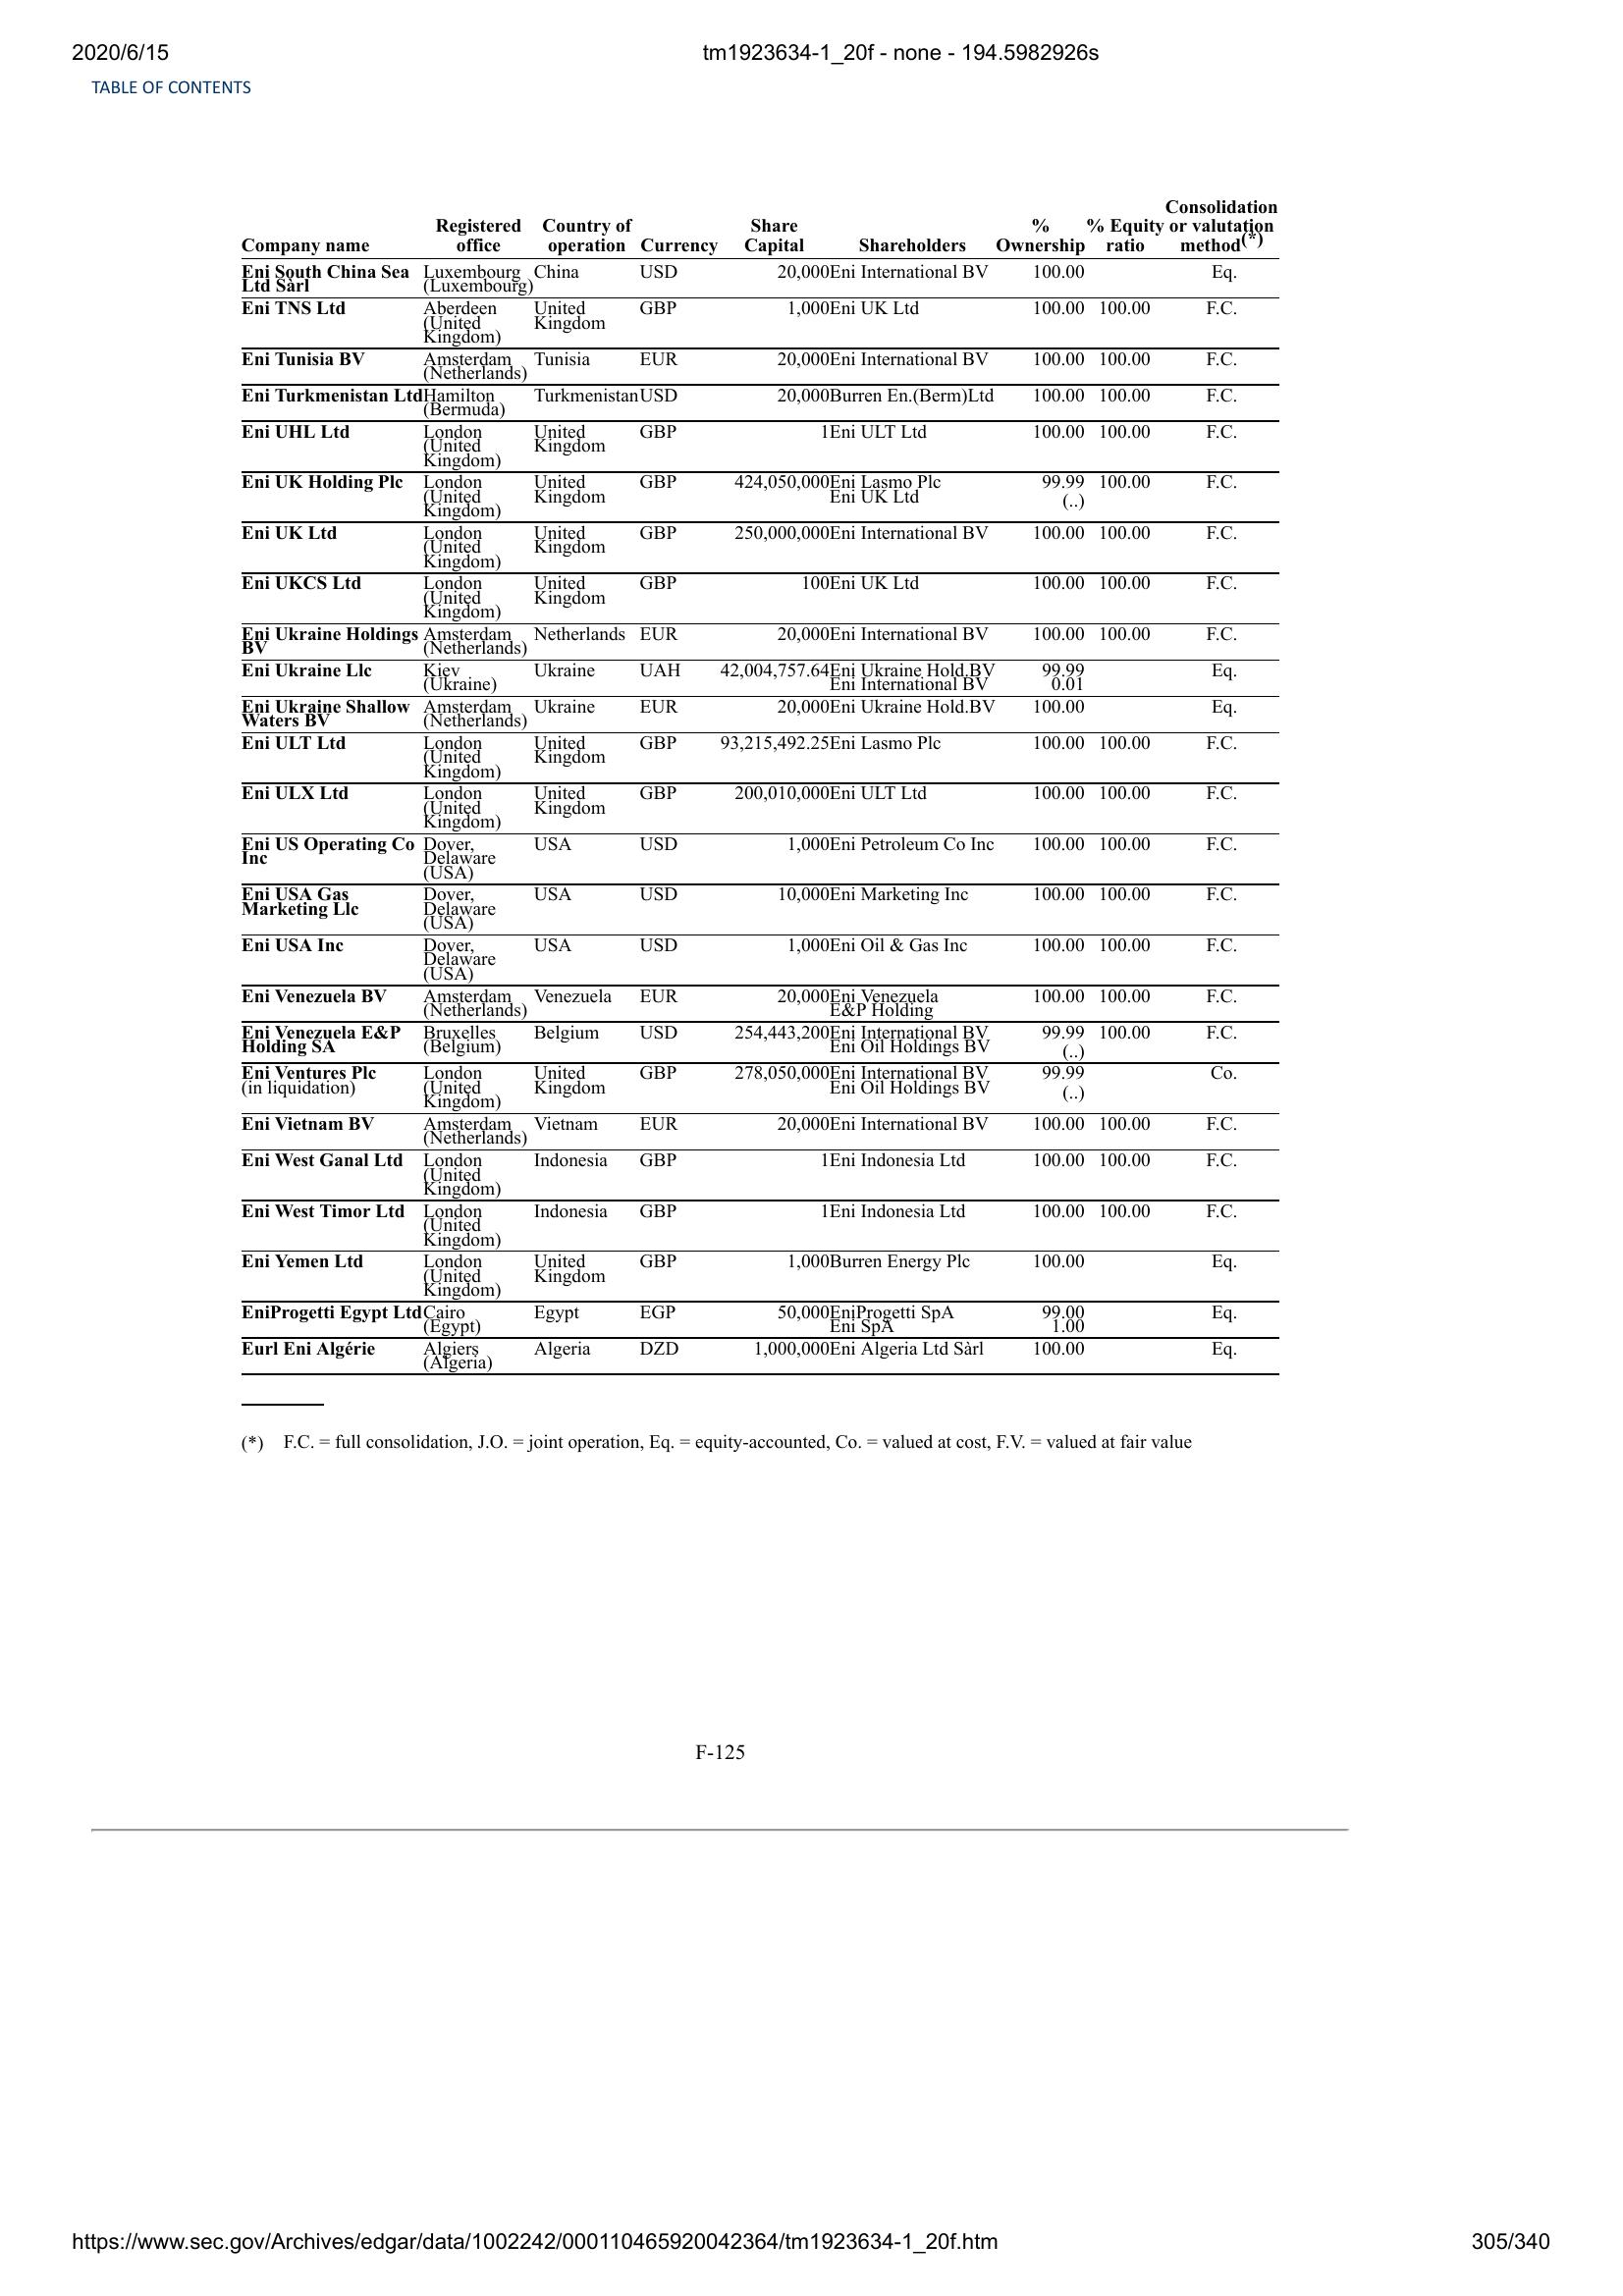 2020/6/15 tm1923634-1_20f - none - 194.5982926s
TABLE OF CONTENTS
Company name Registered office Country of operation Currency Share Capital Shareholders % Ownership % Equity ratio Consolidation or valutation method(*)
Eni South China Sea Luxembourg China USD 20,000 Eni International BV 100.00 Eq.
Ltd Sàrl (Luxembourg)
Eni TNS Ltd Aberdeen United GBP 1,000 Eni UK Ltd 100.00 100.00 F.C.
(United Kingdom
Kingdom)
Eni Tunisia BV Amsterdam Tunisia EUR 20,000 Eni International BV 100.00 100.00 F.C.
(Netherlands)
Eni Turkmenistan Ltd Hamilton Turkmenistan USD 20,000 Burren En.(Berm)Ltd 100.00 100.00 F.C.
(Bermuda)
Eni UHL Ltd London United GBP 1 Eni ULT Ltd 100.00 100.00 F.C.
(United Kingdom
Kingdom)
Eni UK Holding Plc London United GBP 424,050,000 Eni Lasmo Plc 99.99 100.00 F.C.
(United Kingdom Eni UK Ltd (..)
Kingdom)
Eni UK Ltd London United GBP 250,000,000 Eni International BV 100.00 100.00 F.C.
(United Kingdom
Kingdom)
Eni UKCS Ltd London United GBP 100 Eni UK Ltd 100.00 100.00 F.C.
(United Kingdom
Kingdom)
Eni Ukraine Holdings Amsterdam Netherlands EUR 20,000 Eni International BV 100.00 100.00 F.C.
BV (Netherlands)
Eni Ukraine Llc Kiev Ukraine UAH 42,004,757.64 Eni Ukraine Hold.BV 99.99 Eq.
(Ukraine) Eni International BV 0.01
Eni Ukraine Shallow Amsterdam Ukraine EUR 20,000 Eni Ukraine Hold.BV 100.00 Eq.
Waters BV (Netherlands)
Eni ULT Ltd London United GBP 93,215,492.25 Eni Lasmo Plc 100.00 100.00 F.C.
(United Kingdom
Kingdom)
Eni ULX Ltd London United GBP 200,010,000 Eni ULT Ltd 100.00 100.00 F.C.
(United Kingdom
Kingdom)
Eni US Operating Co Dover, USA USD 1,000 Eni Petroleum Co Inc 100.00 100.00 F.C.
Inc Delaware
(USA)
Eni USA Gas Dover, USA USD 10,000 Eni Marketing Inc 100.00 100.00 F.C.
Marketing Llc Delaware
(USA)
Eni USA Inc Dover, USA USD 1,000 Eni Oil & Gas Inc 100.00 100.00 F.C.
Delaware
(USA)
Eni Venezuela BV Amsterdam Venezuela EUR 20,000 Eni Venezuela 100.00 100.00 F.C.
(Netherlands) E&P Holding
Eni Venezuela E&P Bruxelles Belgium USD 254,443,200 Eni International BV 99.99 100.00 F.C.
Holding SA (Belgium) Eni Oil Holdings BV (..)
Eni Ventures Plc London United GBP 278,050,000 Eni International BV 99.99 Co.
(in liquidation) (United Kingdom Eni Oil Holdings BV (..)
Kingdom)
Eni Vietnam BV Amsterdam Vietnam EUR 20,000 Eni International BV 100.00 100.00 F.C.
(Netherlands)
Eni West Ganal Ltd London Indonesia GBP 1 Eni Indonesia Ltd 100.00 100.00 F.C.
(United
Kingdom)
Eni West Timor Ltd London Indonesia GBP 1 Eni Indonesia Ltd 100.00 100.00 F.C.
(United
Kingdom)
Eni Yemen Ltd London United GBP 1,000 Burren Energy Plc 100.00 Eq.
(United Kingdom
Kingdom)
EniProgetti Egypt Ltd Cairo Egypt EGP 50,000 EniProgetti SpA 99.00 Eq.
(Egypt) Eni SpA 1.00
Eurl Eni Algérie Algiers Algeria DZD 1,000,000 Eni Algeria Ltd Sàrl 100.00 Eq.
(Algeria)
(*) F.C. = full consolidation, J.O. = joint operation, Eq. = equity-accounted, Co. = valued at cost, F.V. = valued at fair value
F-125
https://www.sec.gov/Archives/edgar/data/1002242/000110465920042364/tm1923634-1_20f.htm 305/340